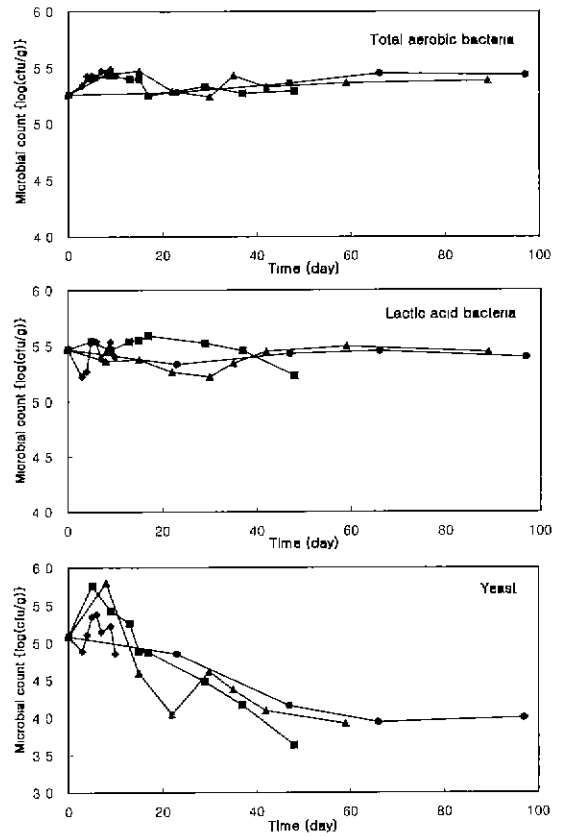 Microbial count {log(cfu/g)}
6 0
5.5
5 0
4 5
4 0
Total aerobic bacteria
0 20 40 60 80 100
Time (day)
Microbial count {log(cfu/g)}
6 0
5.5
5 0
4 5
4 0
Lactic acid bacteria
0 20 40 60 80 100
Time (day)
Microbial count {log(cfu/g)}
6 0
5.5
5 0
4.5
4.0
3.5
3 0
Yeast
0 20 40 60 80 100
Time (day)